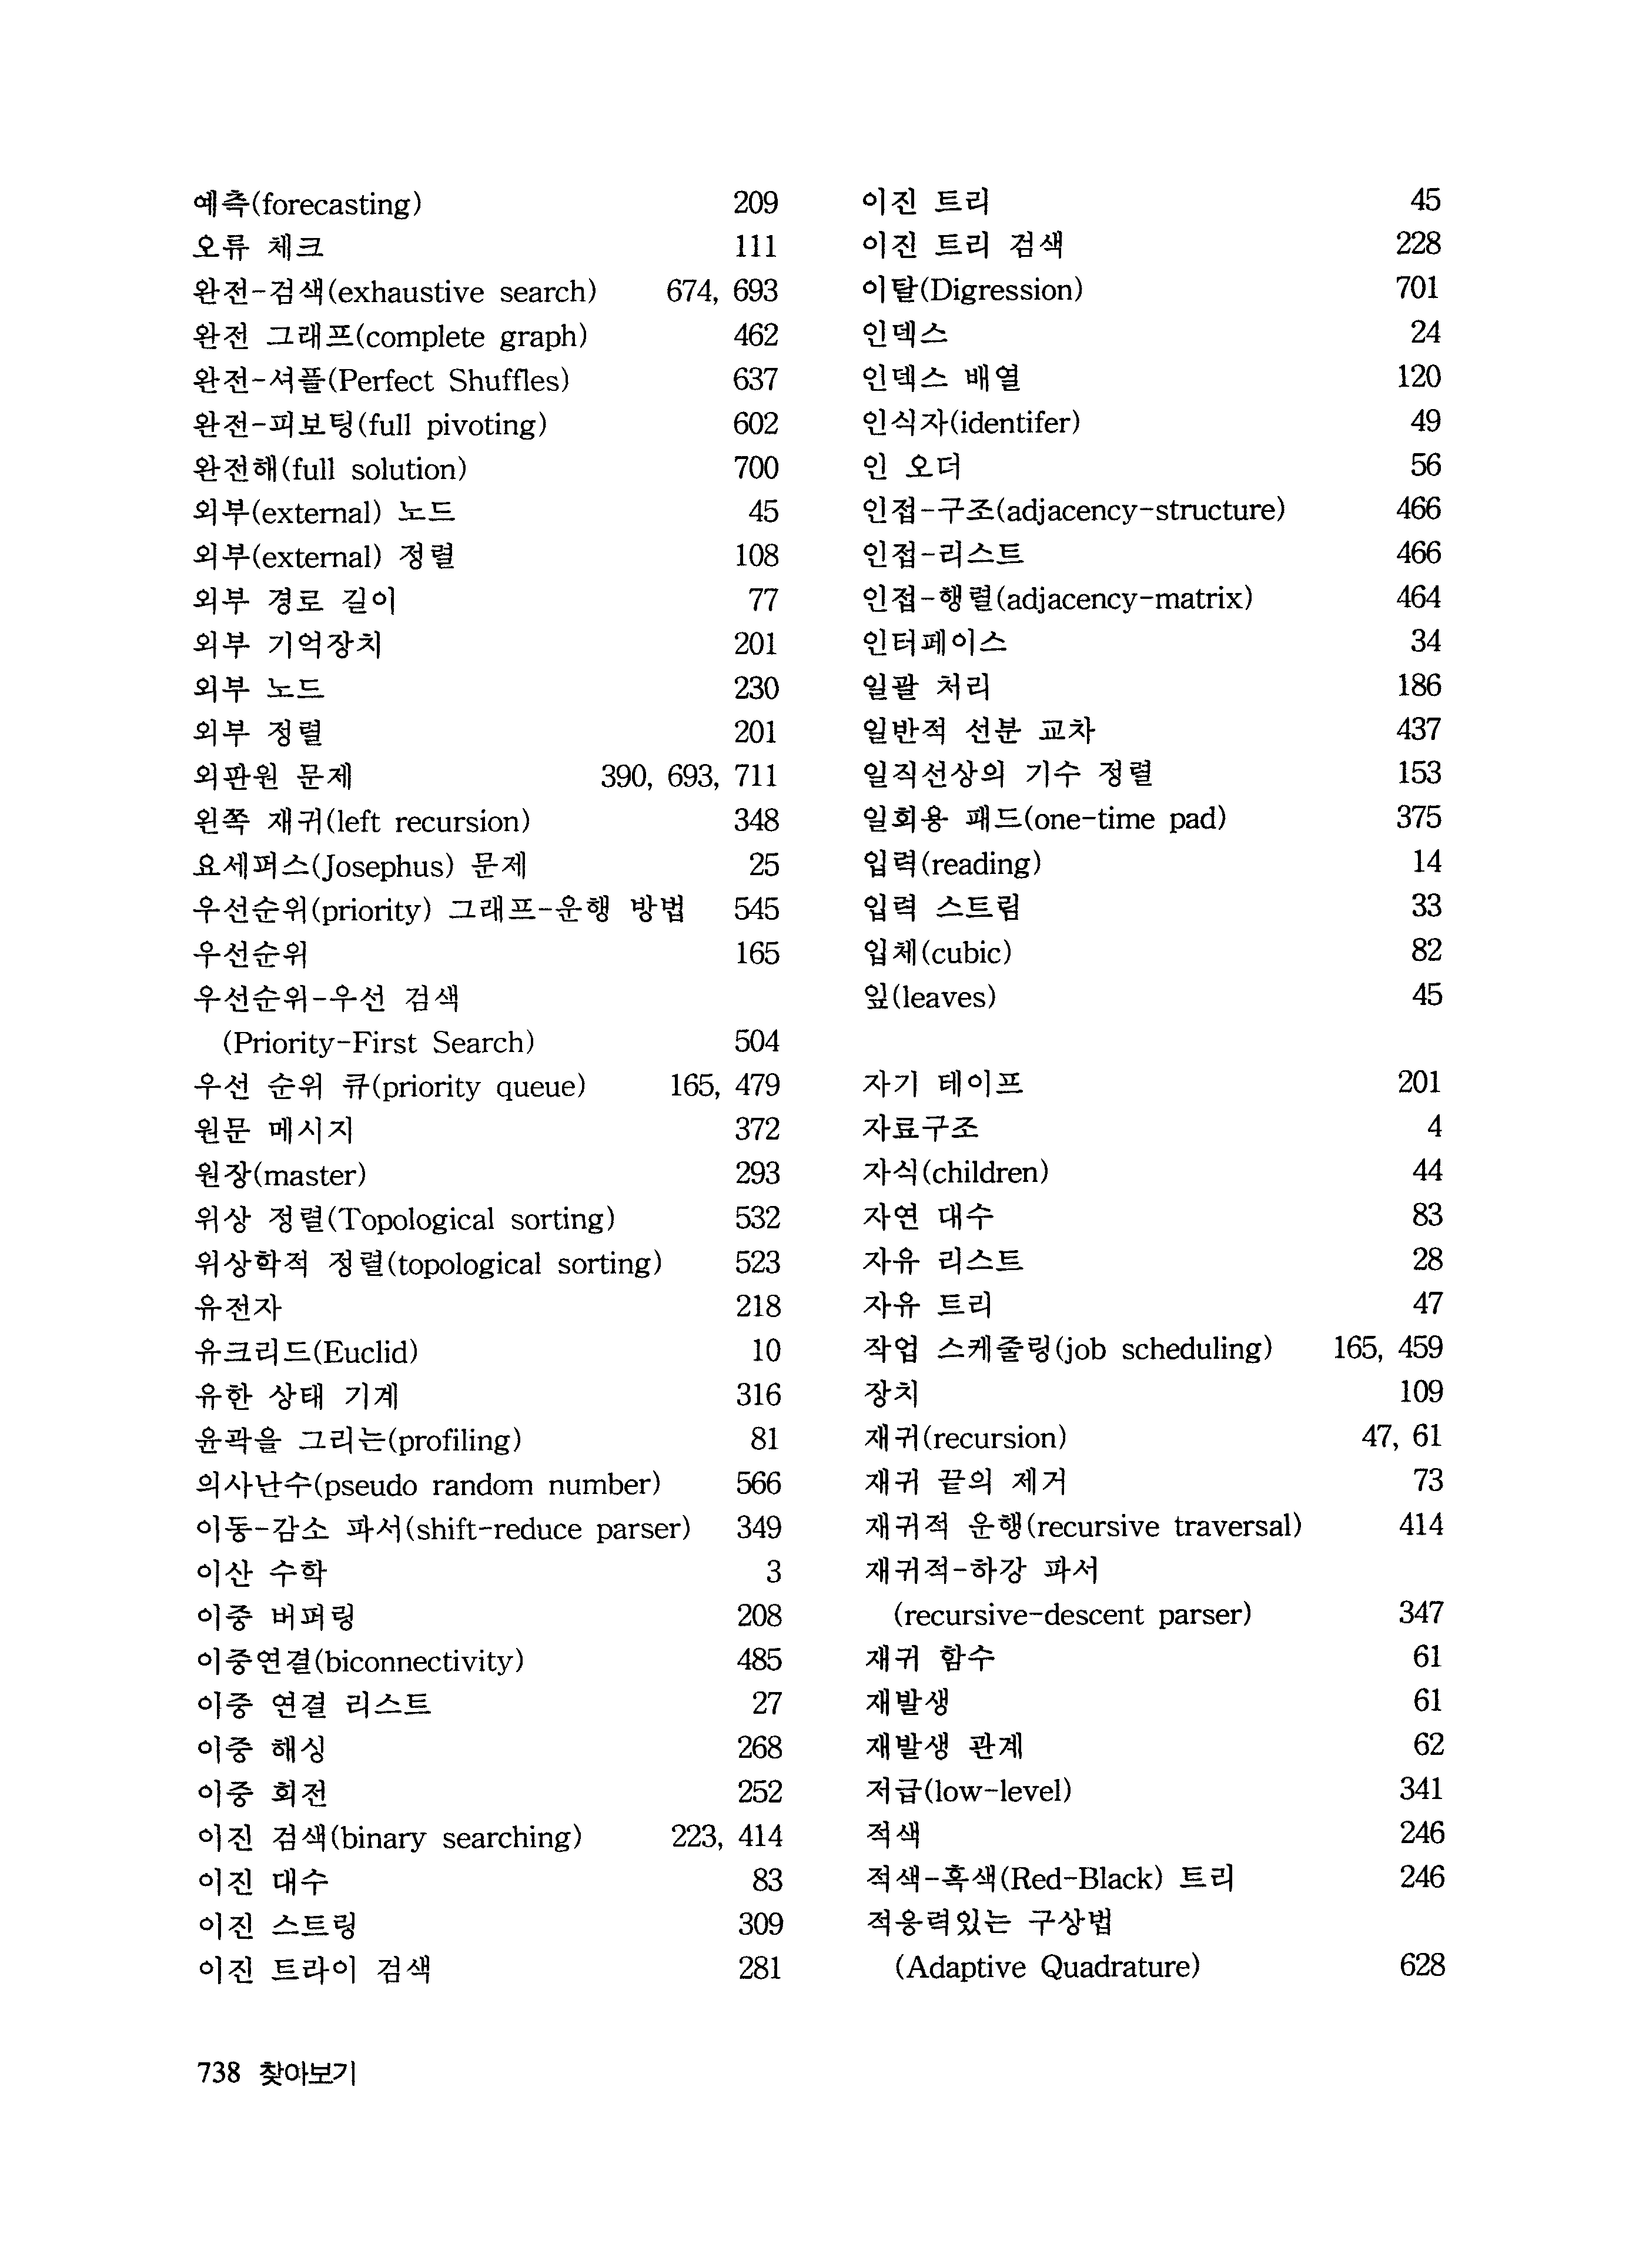 예측(forecasting) 209
오류 체크 111
완전-검색(exhaustive search) 674, 693
완전 그래프(complete graph) 462
완전-셔플(Perfect Shuffles) 637
완전-피보팅(full pivoting) 602
완전해(full solution) 700
외부(external) 노드 45
외부(external) 정렬 108
외부 경로 길이 77
외부 기억장치 201
외부 노드 230
외부 정렬 201
외판원 문제 390, 693, 711
왼쪽 재귀(left recursion) 348
요세퍼스(Josephus) 문제 25
우선순위(priority) 그래프-운행 방법 545
우선순위 165
우선순위-우선 검색
(Priority-First Search) 504
우선 순위 큐(priority queue) 165, 479
원문 메시지 372
원장(master) 293
위상 정렬(Topological sorting) 532
위상학적 정렬(topological sorting) 523
유전자 218
유크리드(Euclid) 10
유한 상태 기계 316
윤곽을 그리는(profiling) 81
의사난수(pseudo random number) 566
이동-감소 파서(shift-reduce parser) 349
이산 수학 3
이중 버퍼링 208
이중연결(biconnectivity) 485
이중 연결 리스트 27
이중 해싱 268
이중 회전 252
이진 검색(binary searching) 223, 414
이진 대수 83
이진 스트링 309
이진 트라이 검색 281
이진 트리 45
이진 트리 검색 228
이탈(Digression) 701
인덱스 24
인덱스 배열 120
인식자(identifer) 49
인 오더 56
인접-구조(adjacency-structure) 466
인접-리스트 466
인접-행렬(adjacency-matrix) 464
인터페이스 34
일괄 처리 186
일반적 선분 교차 437
일직선상의 기수 정렬 153
일회용 패드(one-time pad) 375
입력(reading) 14
입력 스트림 33
입체(cubic) 82
잎(leaves) 45
자기 테이프 201
자료구조 4
자식(children) 44
자연 대수 83
자유 리스트 28
자유 트리 47
작업 스케줄링(job scheduling) 165, 459
장치 109
재귀(recursion) 47, 61
재귀 끝의 제거 73
재귀적 운행(recursive traversal) 414
재귀적-하강 파서
(recursive-descent parser) 347
재귀 함수 61
재발생 61
재발생 관계 62
저급(low-level) 341
적색 246
적색-흑색(Red-Black) 트리 246
적응력있는 구상법
(Adaptive Quadrature) 628
738 찾아보기